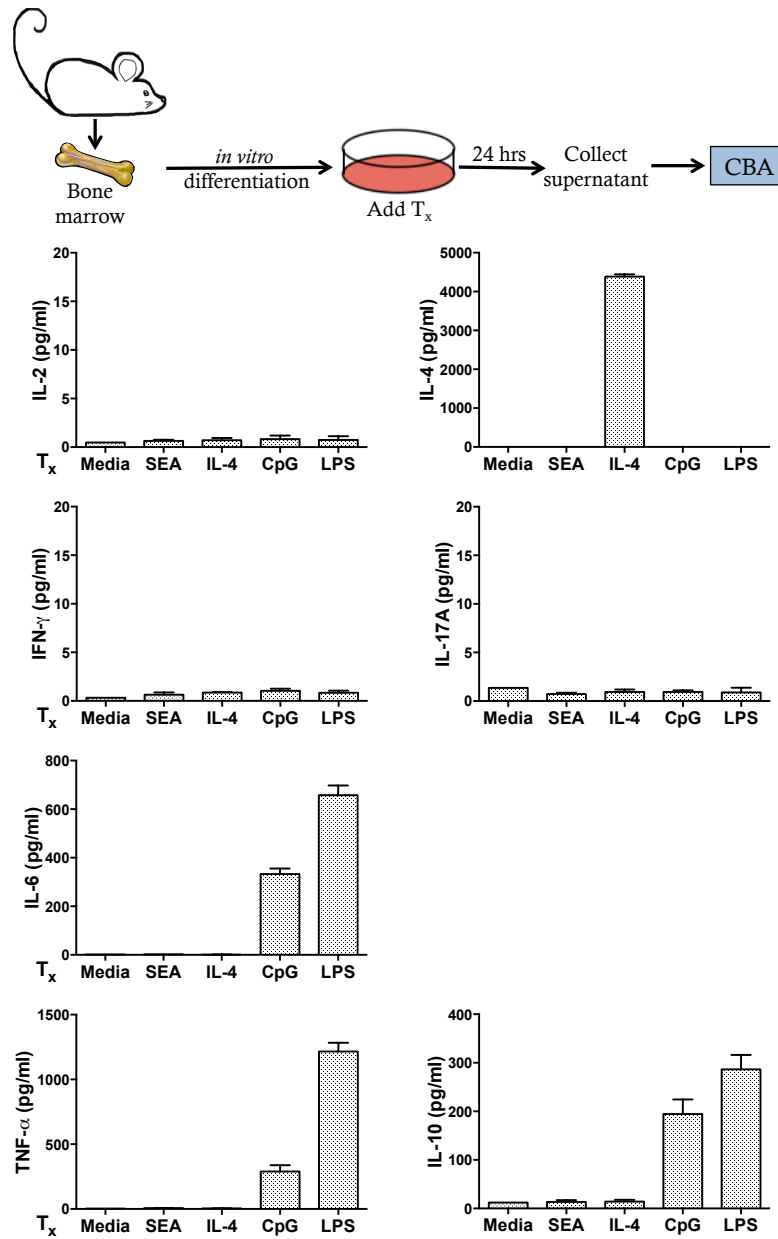 Bone
marrow
in vitro
differentiation
Add Tx
24 hrs
Collect
supernatant
CBA
IL-2 (pg/ml)
20
15
10
5
0
Tx Media SEA IL-4 CpG LPS
IL-4 (pg/ml)
5000
4000
3000
2000
1000
0
Media SEA IL-4 CpG LPS
IFN-γ (pg/ml)
20
15
10
5
0
Tx Media SEA IL-4 CpG LPS
IL-17A (pg/ml)
20
15
10
5
0
Media SEA IL-4 CpG LPS
IL-6 (pg/ml)
800
600
400
200
0
Tx Media SEA IL-4 CpG LPS
TNF-α (pg/ml)
1500
1000
500
0
Tx Media SEA IL-4 CpG LPS
IL-10 (pg/ml)
400
300
200
100
0
Media SEA IL-4 CpG LPS